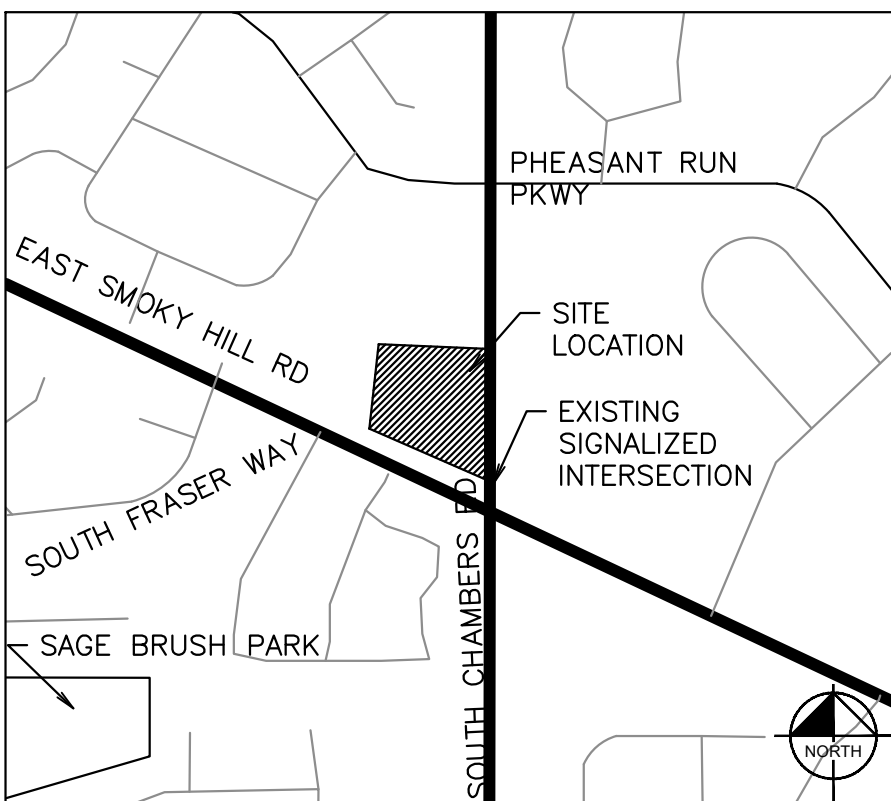 PHEASANT RUN
PKWY
EAST SMOKY HILL RD
SITE
LOCATION
EXISTING
SIGNALIZED
INTERSECTION
SOUTH FRASER WAY
SOUTH CHAMBERS RD
SAGE BRUSH PARK
NORTH